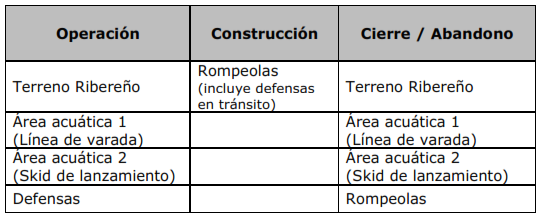 Operación Construcción Cierre / Abandono
Terreno Ribereño Rompeolas Terreno Ribereño
(incluye defensas
en tránsito)
Área acuática 1 Área acuática 1
(Línea de varada) (Línea de varada)
Área acuática 2 Área acuática 2
(Skid de lanzamiento) (Skid de lanzamiento)
Defensas Rompeolas